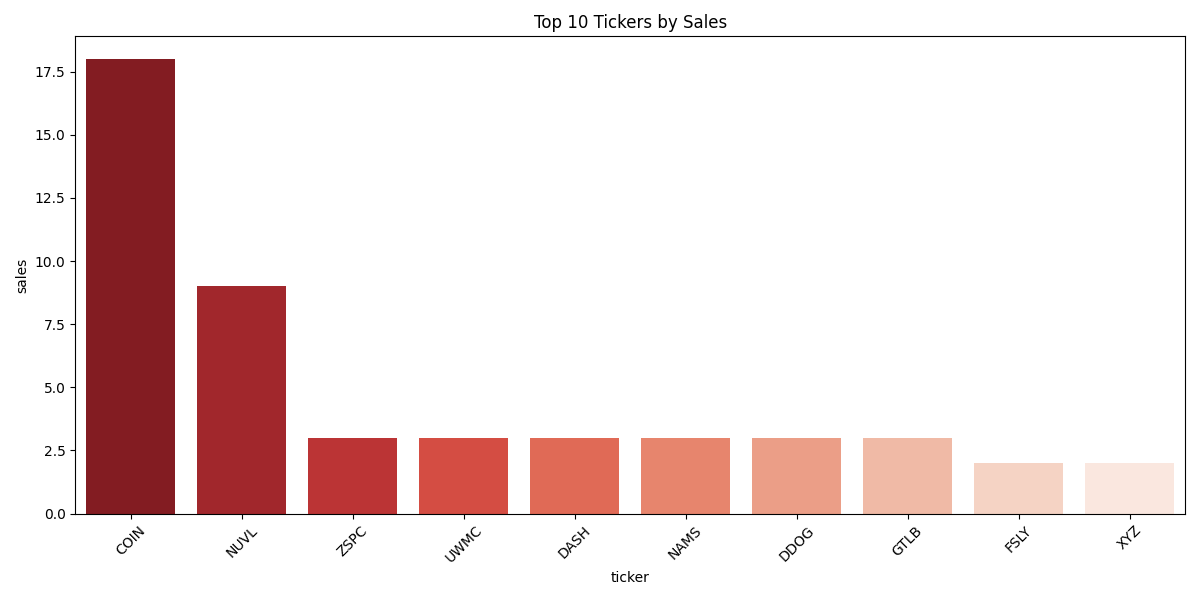 Top 10 Tickers by Sales
17.5
15.0
12.5
10.0
7.5
5.0
2.5
0.0
sales
COIN
NUVL
ZSPC
UWMC
DASH
NAMS
DDOG
GTLB
FSLY
XYZ
ticker